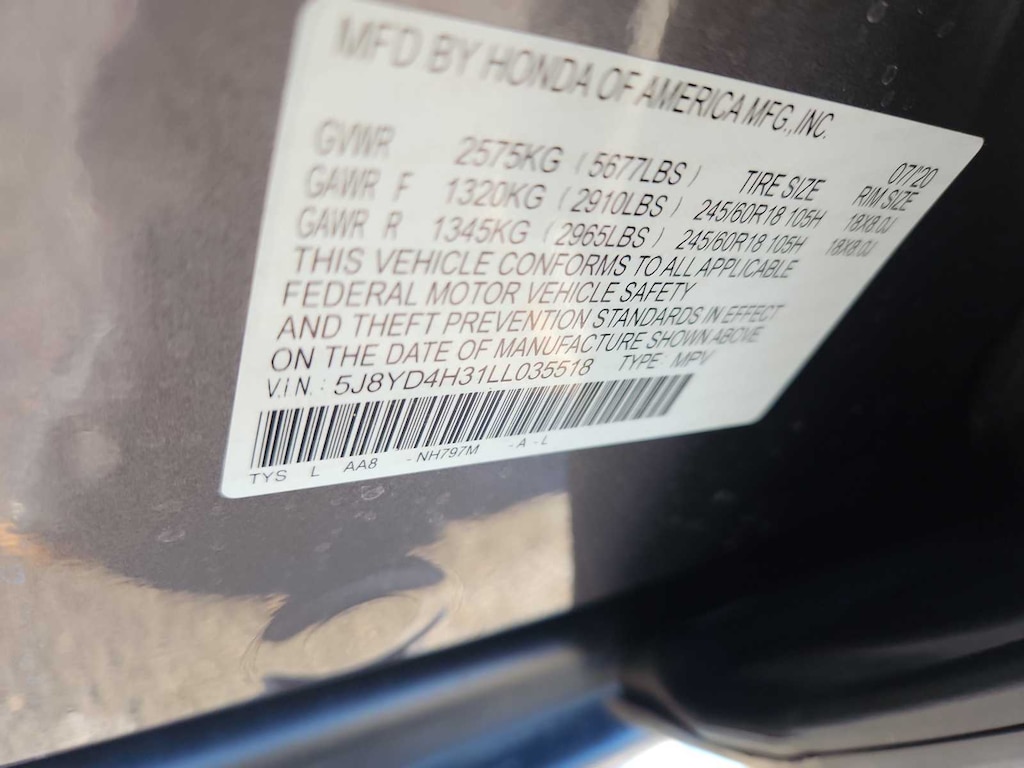 MFD BY HONDA OF AMERICA MFG., INC.
07/20
GVWR 2575KG (5677LBS) TIRE SIZE RIM SIZE
GAWR F 1320KG (2910LBS) 245/60R18 105H 18X8.0J
GAWR R 1345KG (2965LBS) 245/60R18 105H 18X8.0J
THIS VEHICLE CONFORMS TO ALL APPLICABLE
FEDERAL MOTOR VEHICLE SAFETY
AND THEFT PREVENTION STANDARDS IN EFFECT
ON THE DATE OF MANUFACTURE SHOWN ABOVE
V.I.N.: 5J8YD4H31LL035518 TYPE: MPV
TYS L AA8 -NH797M -A-L